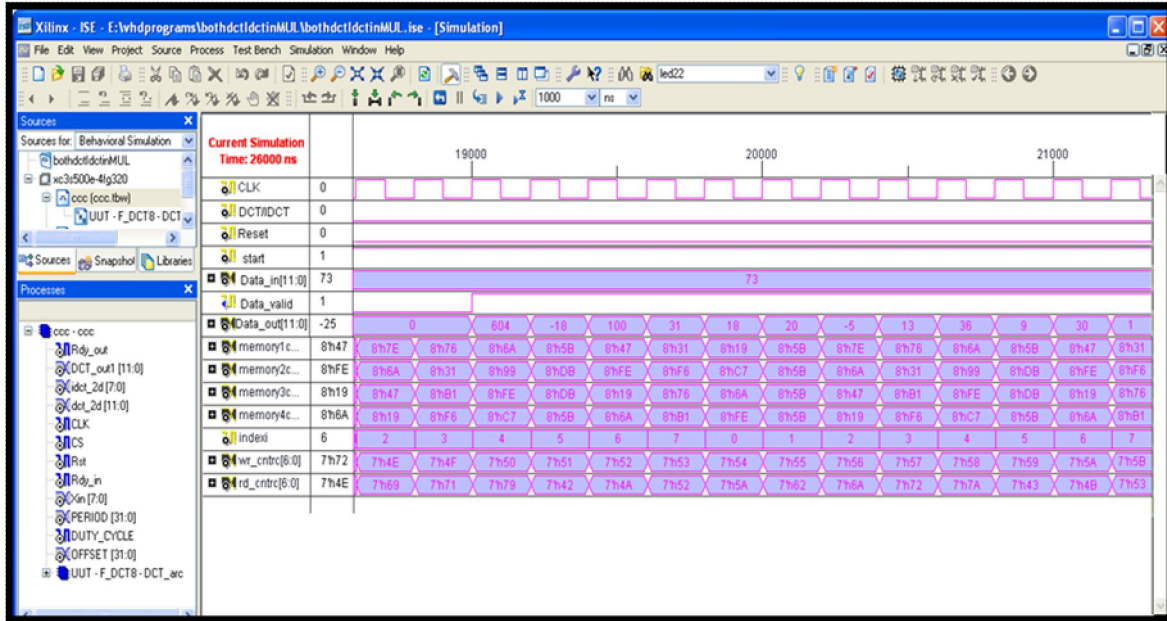 Xilinx - ISE - E:\vhdprograms\bothdctIdctinMUL\bothdctIdctinMUL.ise - [Simulation]
File Edit View Project Source Process Test Bench Simulation Window Help
led22
1000 ns
Sources
Sources for: Behavioral Simulation
bothdctIdctinMUL
xc3s500e-4fg320
ccc (ccc.tbw)
UUT - F_DCT8 - DCT
Sources Snapshot Libraries
Processes
ccc - ccc
Rdy_out
DCT_out1 [11:0]
idct_2d [7:0]
dct_2d [11:0]
CLK
CS
Rst
Rdy_in
Xin [7:0]
PERIOD [31:0]
DUTY_CYCLE
OFFSET [31:0]
UUT - F_DCT8 - DCT_arc
Current Simulation
Time: 26000 ns
19000 20000 21000
CLK 0
DCT/IDCT 0
Reset 0
start 1
Data_in[11:0] 73 73
Data_valid 1
Data_out[11:0] -25 0 604 -18 100 31 18 20 -5 13 36 9 30 1
memory1c... 8'h47 8'h7E 8'h76 8'h6A 8'h5B 8'h47 8'h31 8'h19 8'h5B 8'h7E 8'h76 8'h6A 8'h5B 8'h47 8'h31
memory2c... 8'hFE 8'h6A 8'h31 8'h99 8'hDB 8'hFE 8'hF6 8'hC7 8'h5B 8'h6A 8'h31 8'h99 8'hDB 8'hFE 8'hF6
memory3c... 8'h19 8'h47 8'hB1 8'hFE 8'hDB 8'h19 8'h76 8'h6A 8'h5B 8'h47 8'hB1 8'hFE 8'hDB 8'h19 8'h76
memory4c... 8'h6A 8'h19 8'hF6 8'hC7 8'h5B 8'h6A 8'hB1 8'hFE 8'h5B 8'h19 8'hF6 8'hC7 8'h5B 8'h6A 8'hB1
indexi 6 2 3 4 5 6 7 0 1 2 3 4 5 6 7
wr_cntrc[6:0] 7'h72 7'h4E 7'h4F 7'h50 7'h51 7'h52 7'h53 7'h54 7'h55 7'h56 7'h57 7'h58 7'h59 7'h5A 7'h5B
rd_cntrc[6:0] 7'h4E 7'h69 7'h71 7'h79 7'h42 7'h4A 7'h52 7'h5A 7'h62 7'h6A 7'h72 7'h7A 7'h43 7'h4B 7'h53